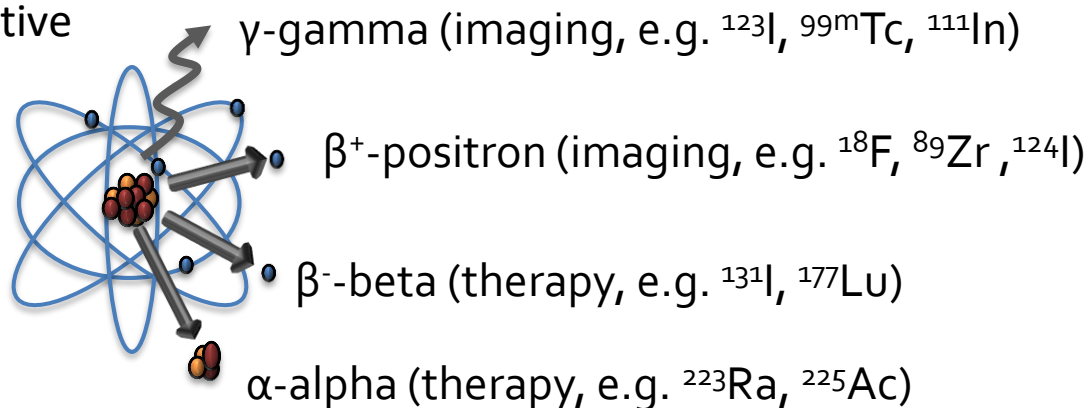 tive
γ-gamma (imaging, e.g. ¹²³I, ⁹⁹ᵐTc, ¹¹¹In)
β⁺-positron (imaging, e.g. ¹⁸F, ⁸⁹Zr ,¹²⁴I)
β⁻-beta (therapy, e.g. ¹³¹I, ¹⁷⁷Lu)
α-alpha (therapy, e.g. ²²³Ra, ²²⁵Ac)